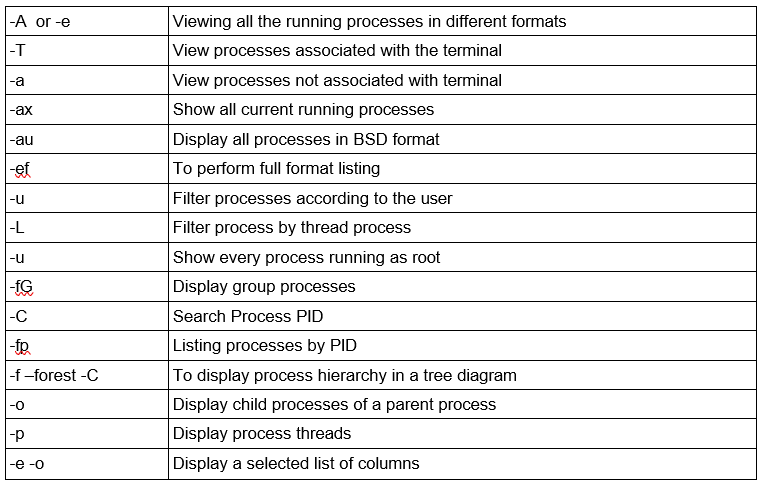 -A or -e Viewing all the running processes in different formats
-T View processes associated with the terminal
-a View processes not associated with terminal
-ax Show all current running processes
-au Display all processes in BSD format
-ef To perform full format listing
-u Filter processes according to the user
-L Filter process by thread process
-u Show every process running as root
-fG Display group processes
-C Search Process PID
-fp Listing processes by PID
-f –forest -C To display process hierarchy in a tree diagram
-o Display child processes of a parent process
-p Display process threads
-e -o Display a selected list of columns